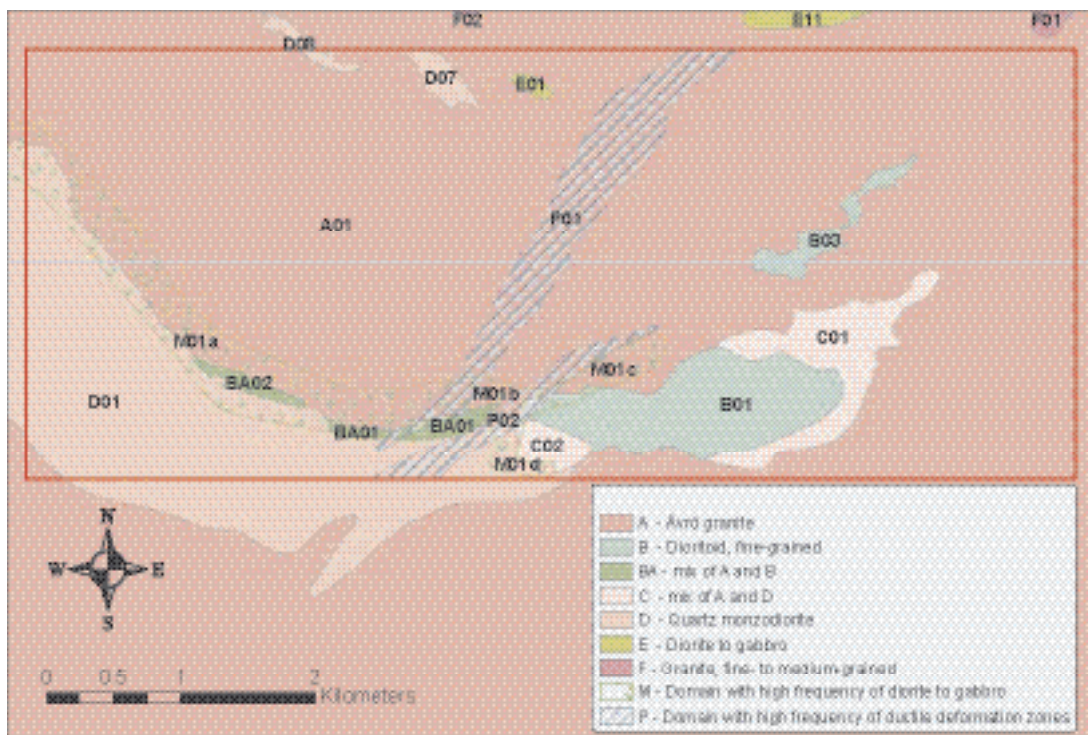 F02
E11
F01
D08
D07
E01
P01
A01
B03
M01a
C01
BA02
M01c
D01
M01b
B01
P02
BA01
BA01
C02
M01d
A - Ävrö granite
B - Dioritoid, fine-grained
BA - mix of A and B
C - mix of A and D
D - Quartz monzodiorite
E - Diorite to gabbro
F - Granite, fine- to medium-grained
M - Domain with high frequency of diorite to gabbro
P - Domain with high frequency of ductile deformation zones
N
W E
S
0 0.5 1 2
Kilometers